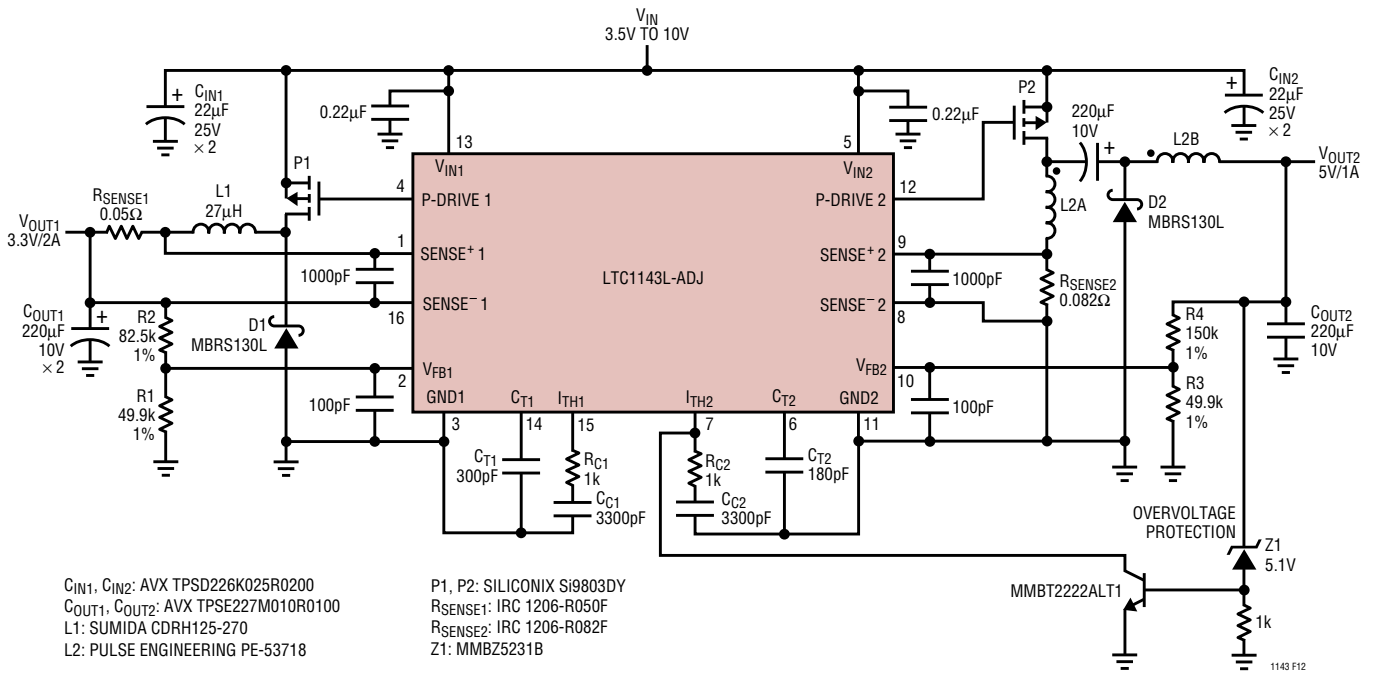 VIN
3.5V TO 10V
CIN1
22µF
25V
× 2
0.22µF
0.22µF
P2
220µF
10V
CIN2
22µF
25V
× 2
+
+
+
13
5
L2B
VOUT2
5V/1A
P1
VIN1
VIN2
RSENSE1
0.05Ω
L1
27µH
4
P-DRIVE 1
P-DRIVE 2
12
L2A
D2
MBRS130L
VOUT1
3.3V/2A
1
SENSE+ 1
SENSE+ 2
9
1000pF
LTC1143L-ADJ
1000pF
RSENSE2
0.082Ω
SENSE– 1
SENSE– 2
16
8
COUT1
220µF
10V
× 2
+
R2
82.5k
1%
D1
MBRS130L
R4
150k
1%
COUT2
220µF
10V
VFB1
VFB2
2
10
R1
49.9k
1%
100pF
GND1
CT1
ITH1
ITH2
CT2
GND2
100pF
R3
49.9k
1%
3
14
15
7
6
11
CT1
300pF
RC1
1k
RC2
1k
CT2
180pF
CC1
3300pF
CC2
3300pF
OVERVOLTAGE
PROTECTION
Z1
5.1V
MMBT2222ALT1
1k
CIN1, CIN2: AVX TPSD226K025R0200
COUT1, COUT2: AVX TPSE227M010R0100
L1: SUMIDA CDRH125-270
L2: PULSE ENGINEERING PE-53718
P1, P2: SILICONIX Si9803DY
RSENSE1: IRC 1206-R050F
RSENSE2: IRC 1206-R082F
Z1: MMBZ5231B
1143 F12